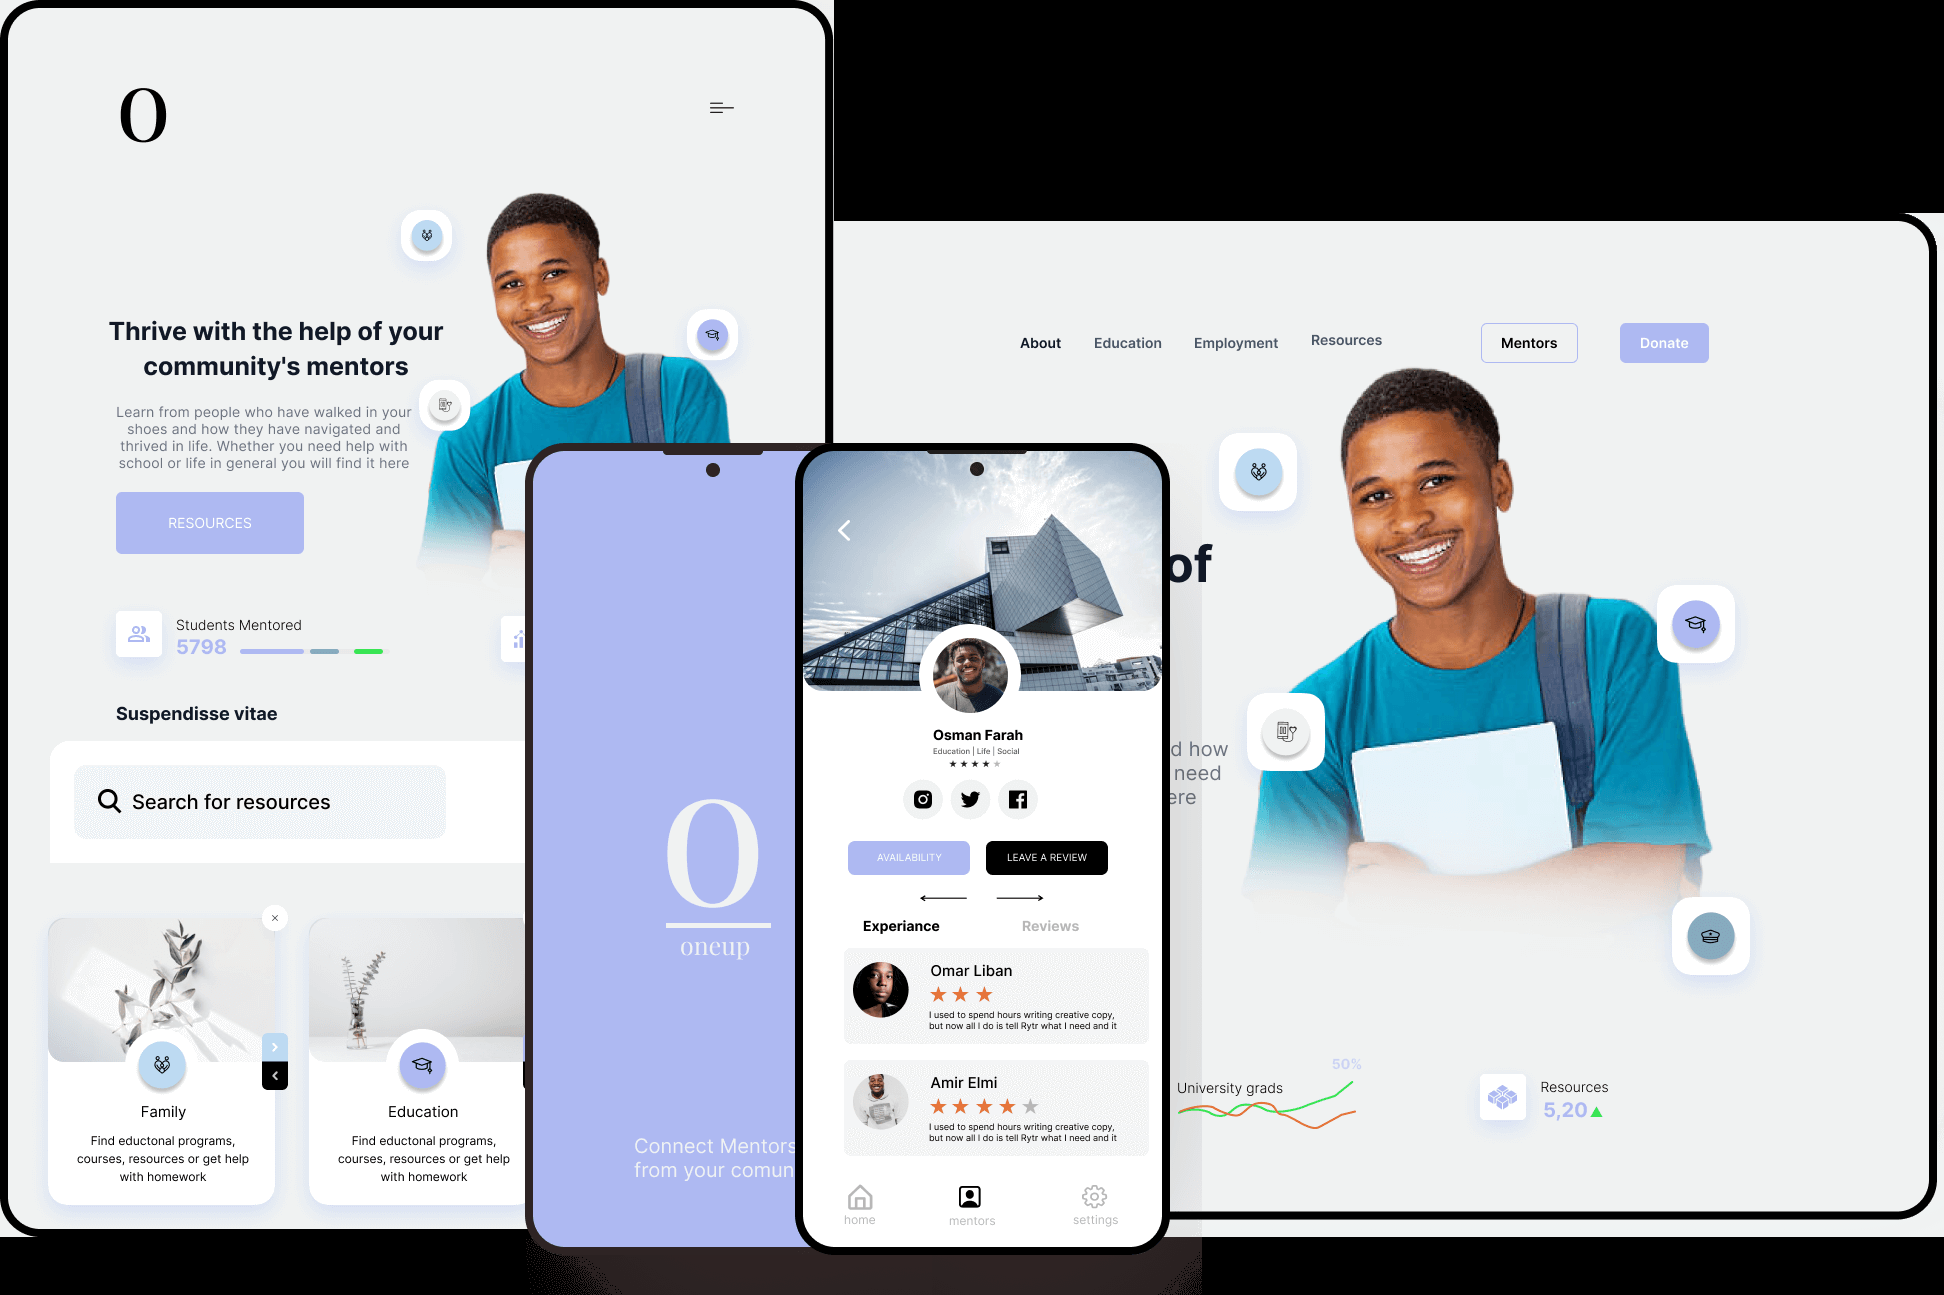 O
Thrive with the help of your
community's mentors
Learn from people who have walked in your
shoes and how they have navigated and
thrived in life. Whether you need help with
school or life in general you will find it here
RESOURCES
Students Mentored
5798
Suspendisse vitae
Search for resources
Family
Find eductonal programs,
courses, resources or get help
with homework
Education
Find eductonal programs,
courses, resources or get help
with homework
O
oneup
Connect Mentors
from your comun
Osman Farah
Education | Life | Social
AVAILABILITY
LEAVE A REVIEW
Experiance
Reviews
Omar Liban
I used to spend hours writing creative copy,
but now all I do is tell Rytr what I need and it
Amir Elmi
I used to spend hours writing creative copy,
but now all I do is tell Rytr what I need and it
home
mentors
settings
About
Education
Employment
Resources
Mentors
Donate
of
d how
need
ere
University grads
50%
Resources
5,20